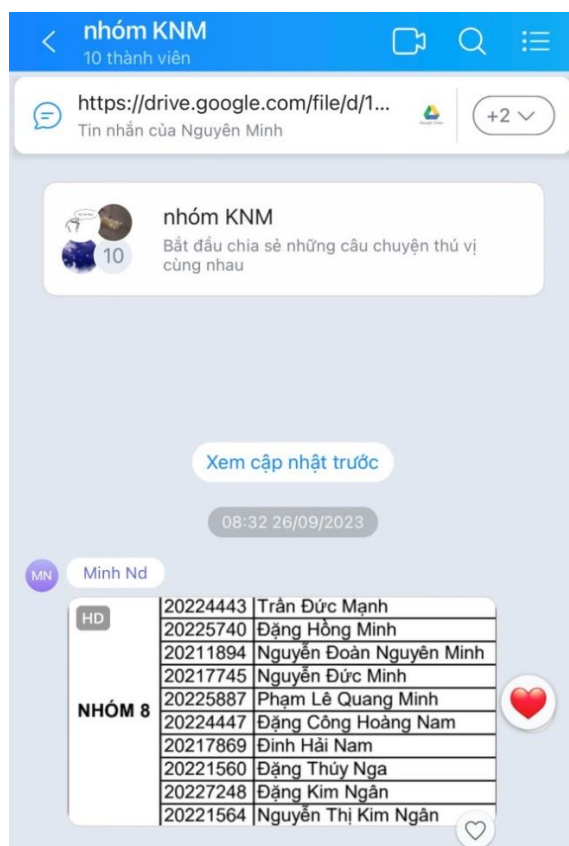 nhóm KNM
10 thành viên
https://drive.google.com/file/d/1...
Tin nhắn của Nguyên Minh
+2
nhóm KNM
Bắt đầu chia sẻ những câu chuyện thú vị
cùng nhau
10
Xem cập nhật trước
08:32 26/09/2023
MN
Minh Nd
HD
NHÓM 8
20224443 Trần Đức Mạnh
20225740 Đặng Hồng Minh
20211894 Nguyễn Đoàn Nguyên Minh
20217745 Nguyễn Đức Minh
20225887 Phạm Lê Quang Minh
20224447 Đặng Công Hoàng Nam
20217869 Đinh Hải Nam
20221560 Đặng Thúy Nga
20227248 Đặng Kim Ngân
20221564 Nguyễn Thị Kim Ngân